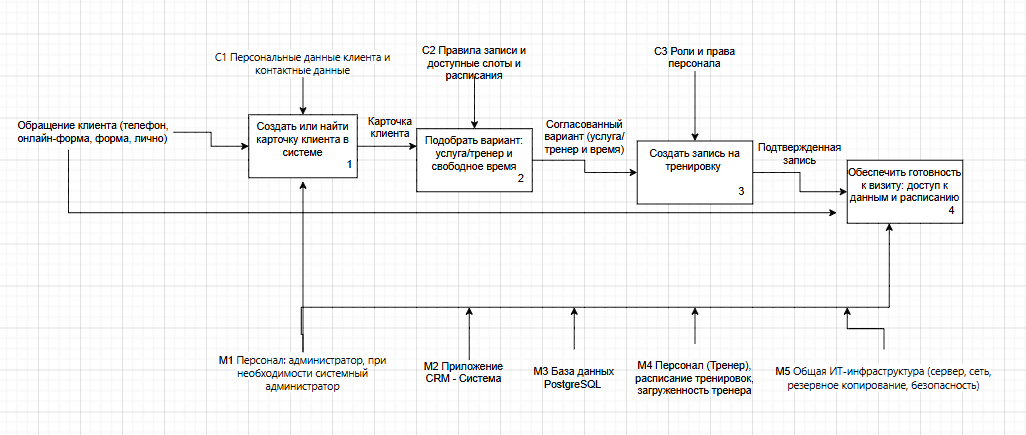 С1 Персональные данные клиента и
контактные данные
С2 Правила записи и
доступные слоты и
расписания
С3 Роли и права
персонала
Обращение клиента (телефон,
онлайн-форма, форма, лично)
Создать или найти
карточку клиента в
системе
1
Карточка
клиента
Подобрать вариант:
услуга/тренер и
свободное время
2
Согласованный
вариант (услуга/
тренер и время)
Создать запись на
тренировку
3
Подтвержденная
запись
Обеспечить готовность
к визиту: доступ к
данным и расписанию
4
М1 Персонал: администратор, при
необходимости системный
администратор
М2 Приложение
CRM - Система
М3 База данных
PostgreSQL
М4 Персонал (Тренер),
расписание тренировок,
загруженность тренера
М5 Общая ИТ-инфраструктура (сервер, сеть,
резервное копирование, безопасность)